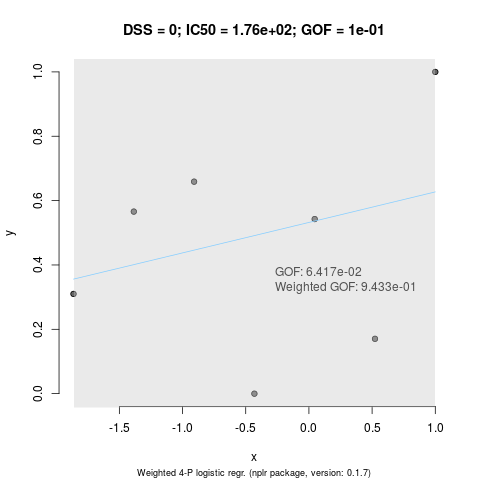 DSS = 0; IC50 = 1.76e+02; GOF = 1e-01
1.0
0.8
0.6
0.4
0.2
0.0
y
GOF: 6.417e-02
Weighted GOF: 9.433e-01
-1.5 -1.0 -0.5 0.0 0.5 1.0
x
Weighted 4-P logistic regr. (nplr package, version: 0.1.7)